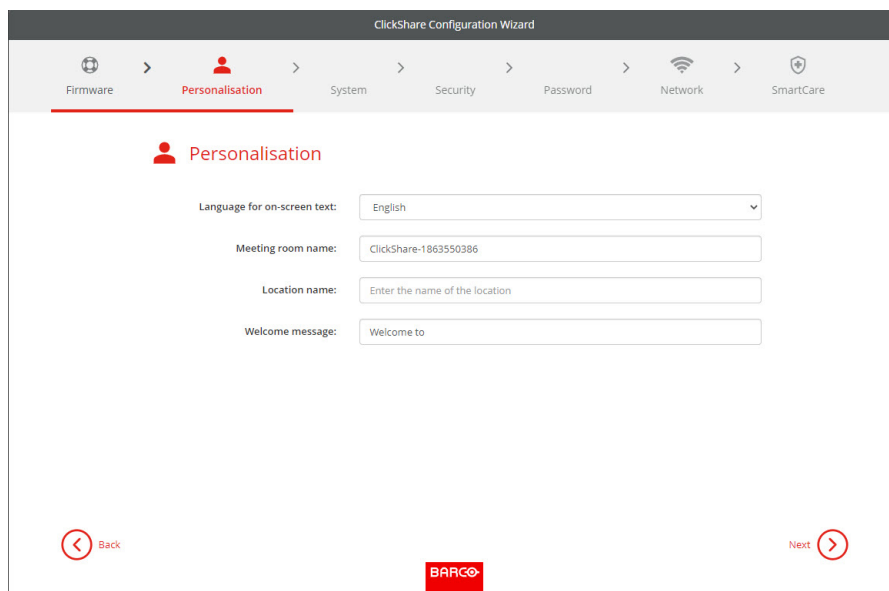 ClickShare Configuration Wizard
Firmware
Personalisation
System
Security
Password
Network
SmartCare
Personalisation
Language for on-screen text: English
Meeting room name: ClickShare-1863550386
Location name: Enter the name of the location
Welcome message: Welcome to
Back
Next
BARCO